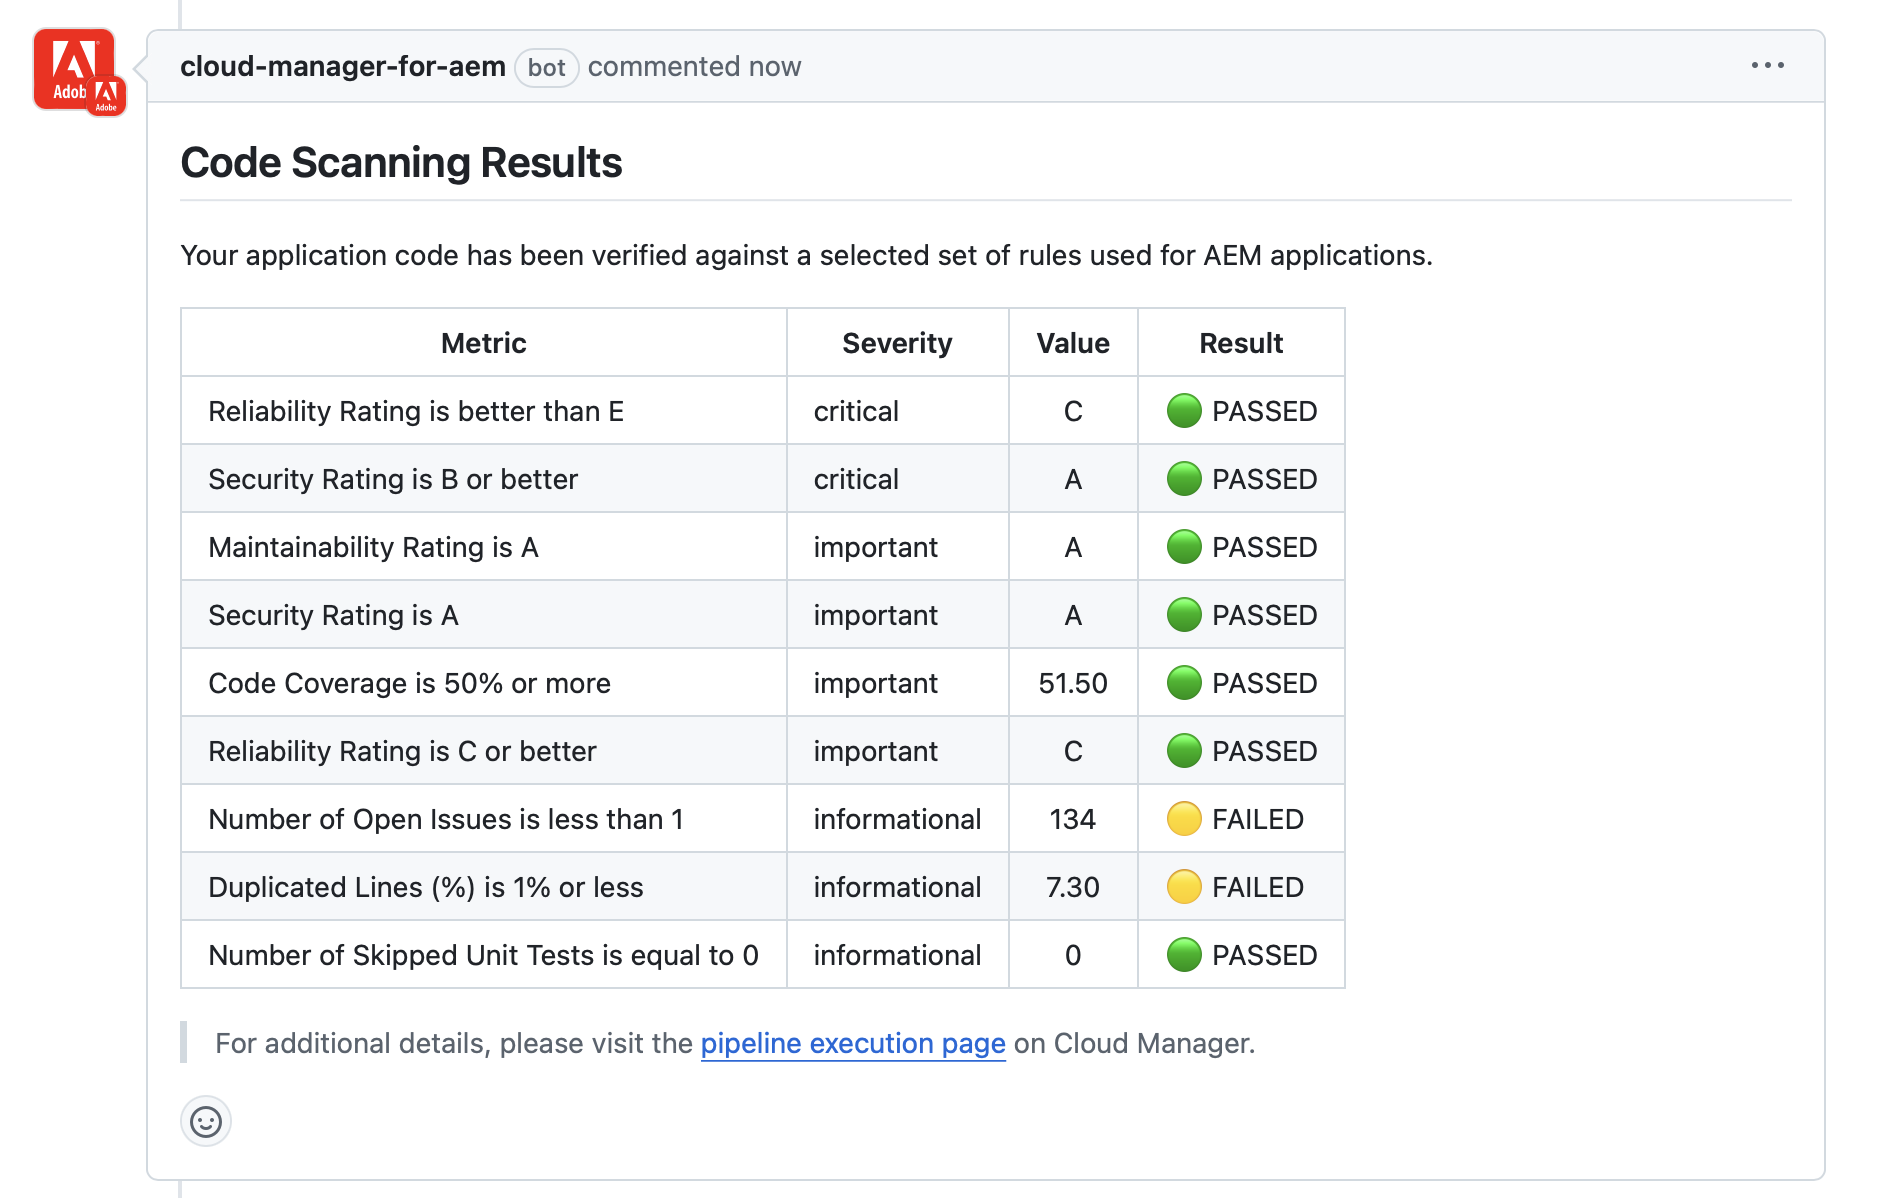 Adobe
Adobe
cloud-manager-for-aem bot commented now
Code Scanning Results
Your application code has been verified against a selected set of rules used for AEM applications.
Metric Severity Value Result
Reliability Rating is better than E critical C PASSED
Security Rating is B or better critical A PASSED
Maintainability Rating is A important A PASSED
Security Rating is A important A PASSED
Code Coverage is 50% or more important 51.50 PASSED
Reliability Rating is C or better important C PASSED
Number of Open Issues is less than 1 informational 134 FAILED
Duplicated Lines (%) is 1% or less informational 7.30 FAILED
Number of Skipped Unit Tests is equal to 0 informational 0 PASSED
For additional details, please visit the pipeline execution page on Cloud Manager.